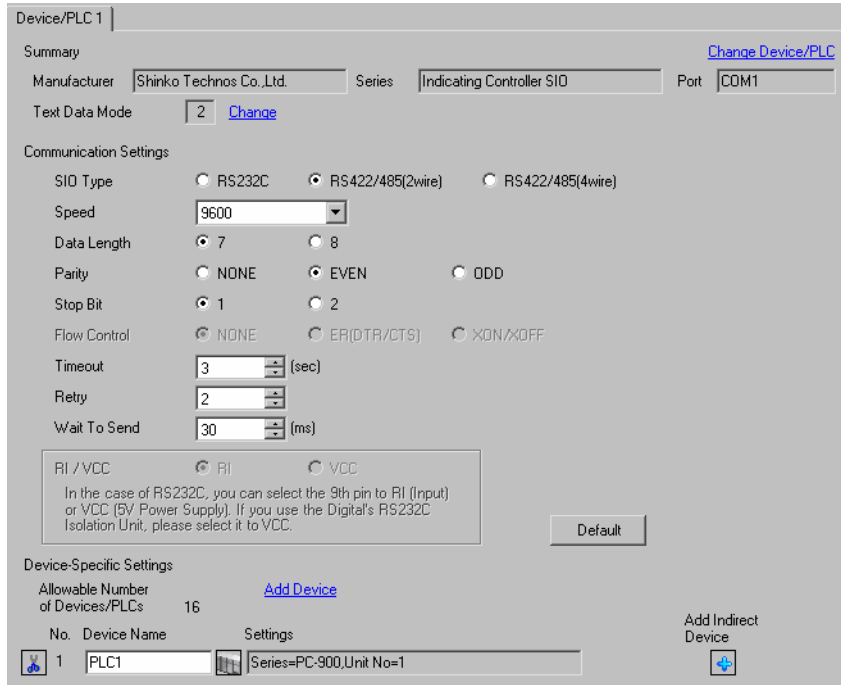 Device/PLC 1
Summary Change Device/PLC
Manufacturer Shinko Technos Co.,Ltd. Series Indicating Controller SIO Port COM1
Text Data Mode 2 Change
Communication Settings
SIO Type RS232C RS422/485(2wire) RS422/485(4wire)
Speed 9600
Data Length 7 8
Parity NONE EVEN ODD
Stop Bit 1 2
Flow Control NONE ER(DTR/CTS) XON/XOFF
Timeout 3 (sec)
Retry 2
Wait To Send 30 (ms)
RI / VCC RI VCC
In the case of RS232C, you can select the 9th pin to RI (Input)
or VCC (5V Power Supply). If you use the Digital's RS232C
Isolation Unit, please select it to VCC.
Default
Device-Specific Settings
Allowable Number Add Device
of Devices/PLCs 16
Add Indirect
Device
No. Device Name Settings
1 PLC1 Series=PC-900,Unit No=1